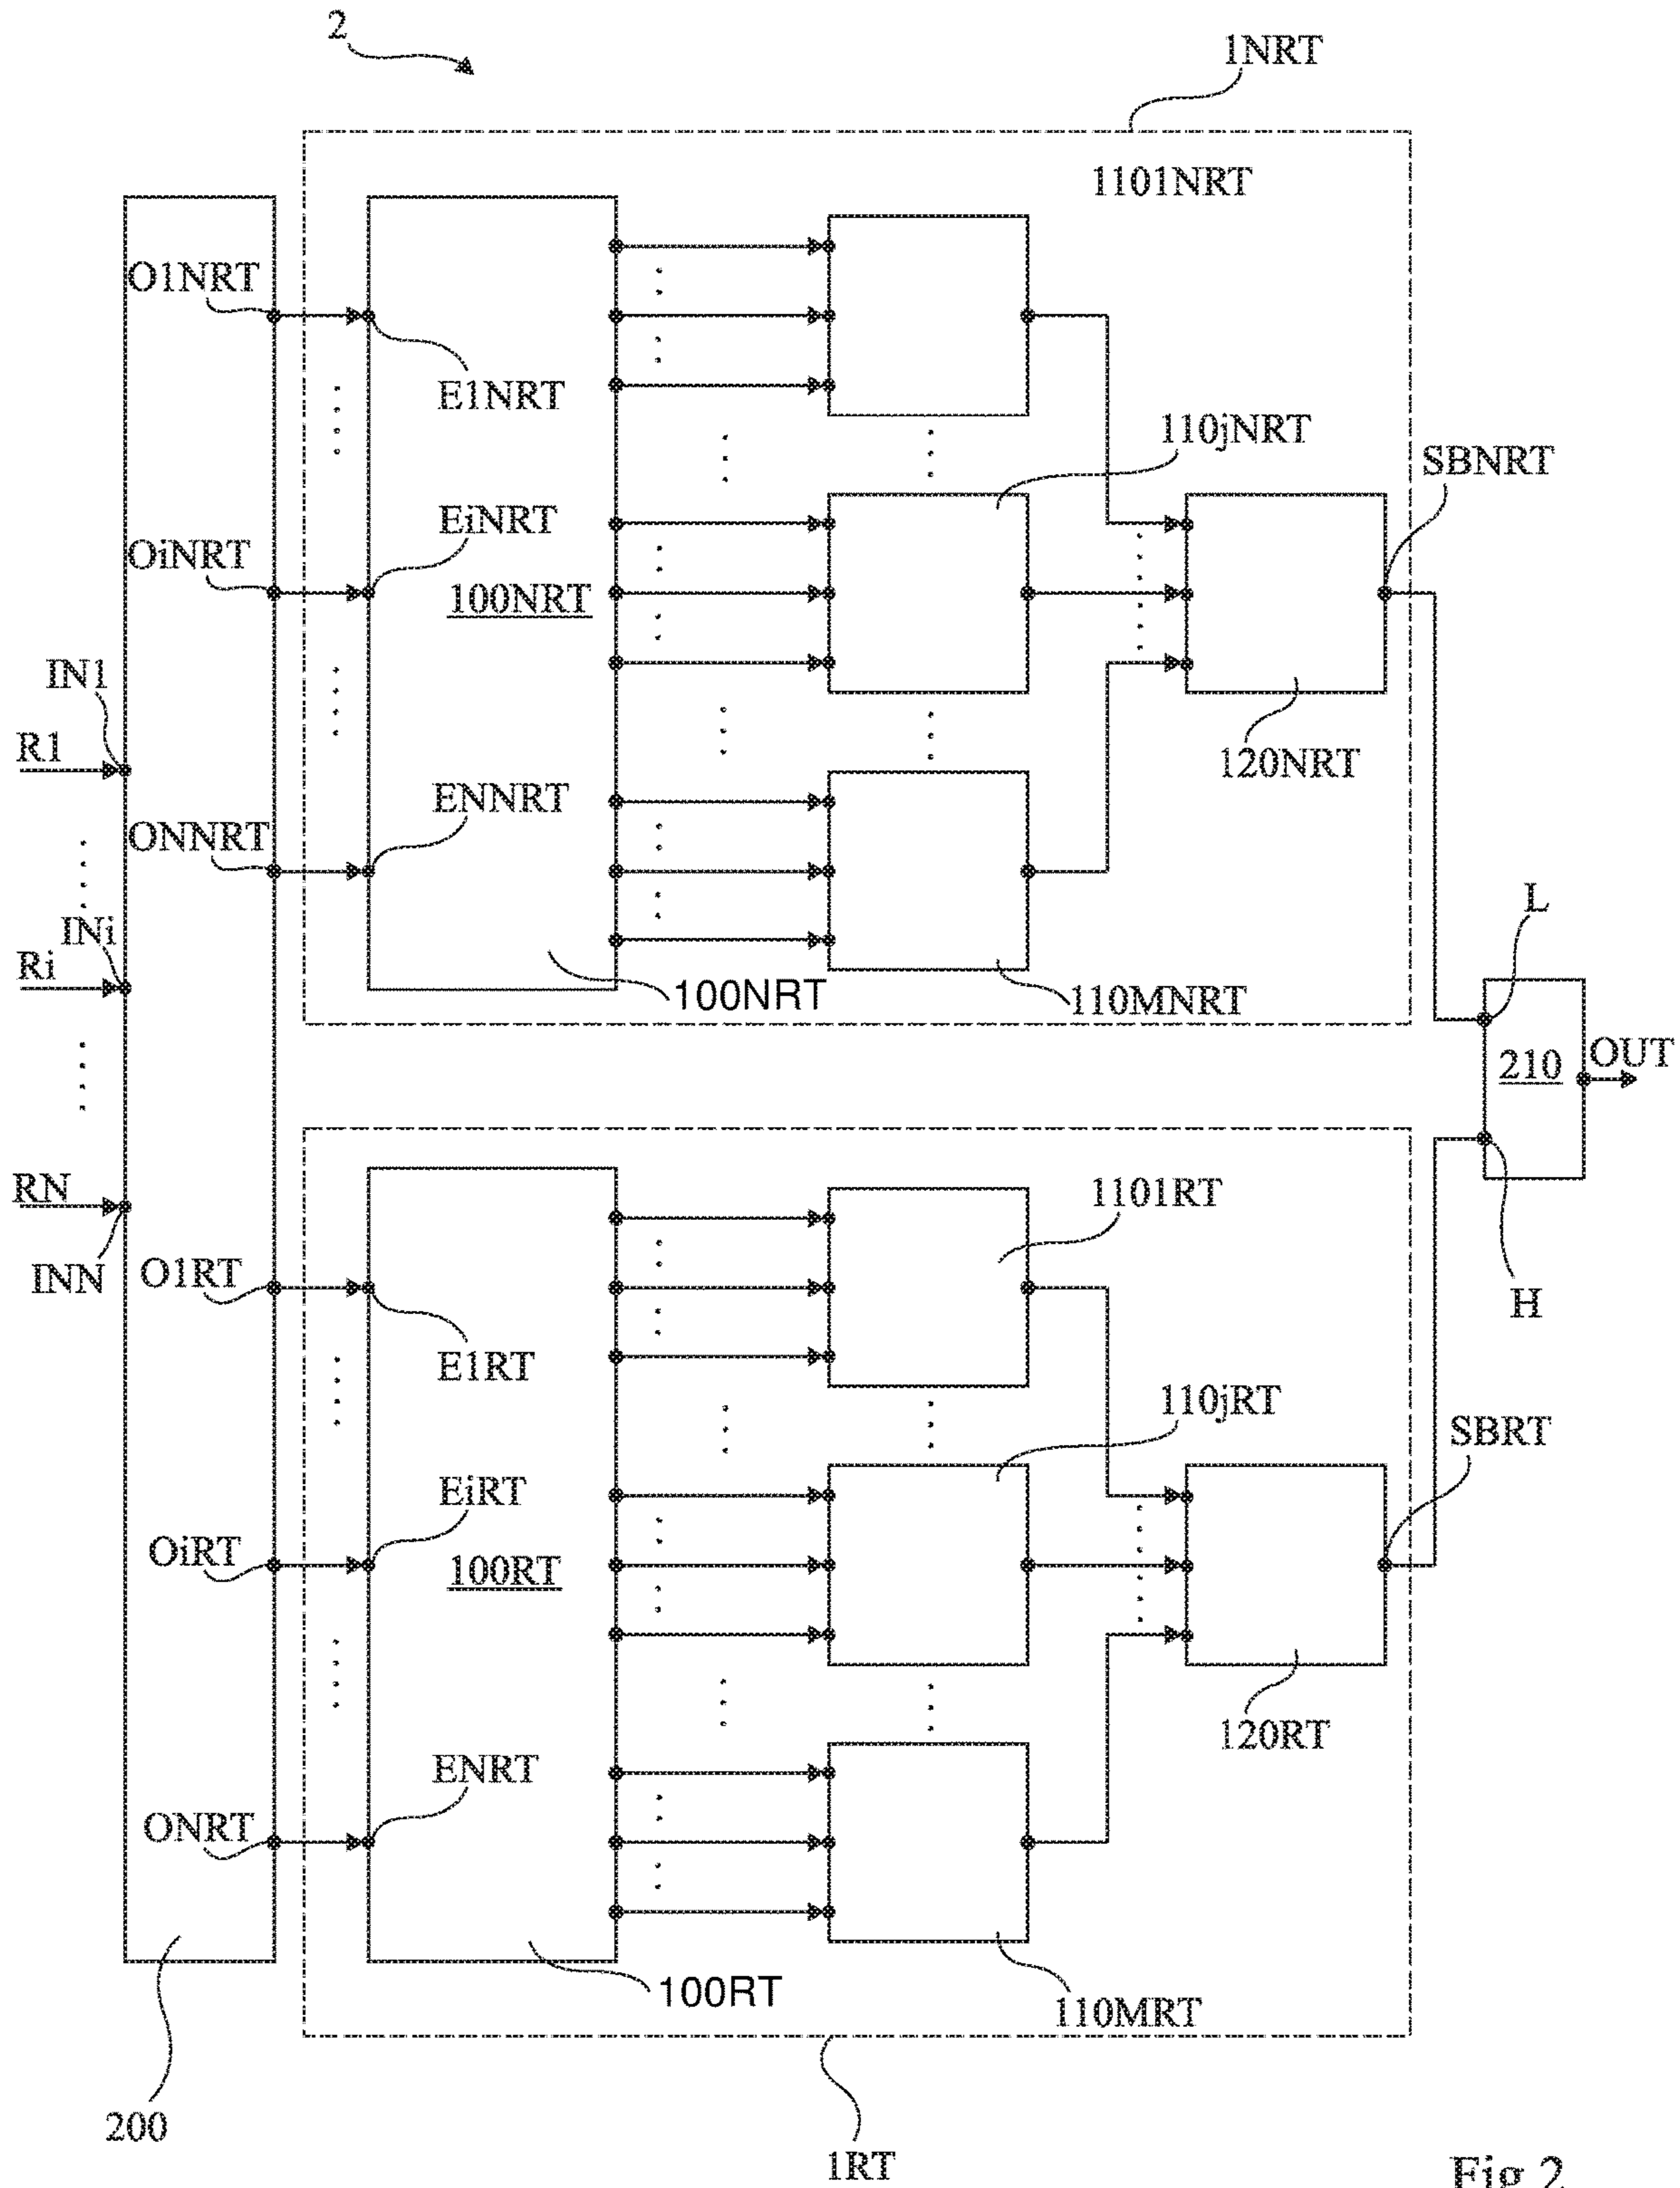 2
1NRT
1101NRT
O1NRT
E1NRT
110jNRT
SBNRT
EiNRT
OiNRT
100NRT
IN1
R1
120NRT
ENNRT
ONNRT
INi
Ri
L
100NRT
110MNRT
210
OUT
RN
INN
1101RT
O1RT
H
E1RT
110jRT
SBRT
EiRT
OiRT
100RT
120RT
ENRT
ONRT
100RT
110MRT
200
1RT
Fig 2